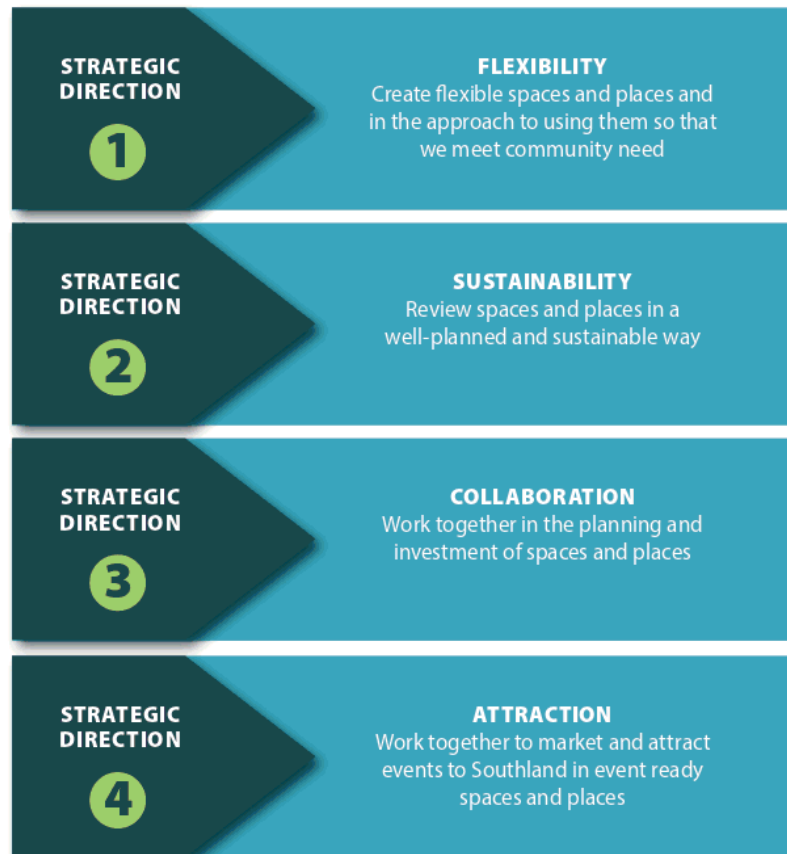 STRATEGIC
DIRECTION
1
FLEXIBILITY
Create flexible spaces and places and
in the approach to using them so that
we meet community need
STRATEGIC
DIRECTION
2
SUSTAINABILITY
Review spaces and places in a
well-planned and sustainable way
STRATEGIC
DIRECTION
3
COLLABORATION
Work together in the planning and
investment of spaces and places
STRATEGIC
DIRECTION
4
ATTRACTION
Work together to market and attract
events to Southland in event ready
spaces and places